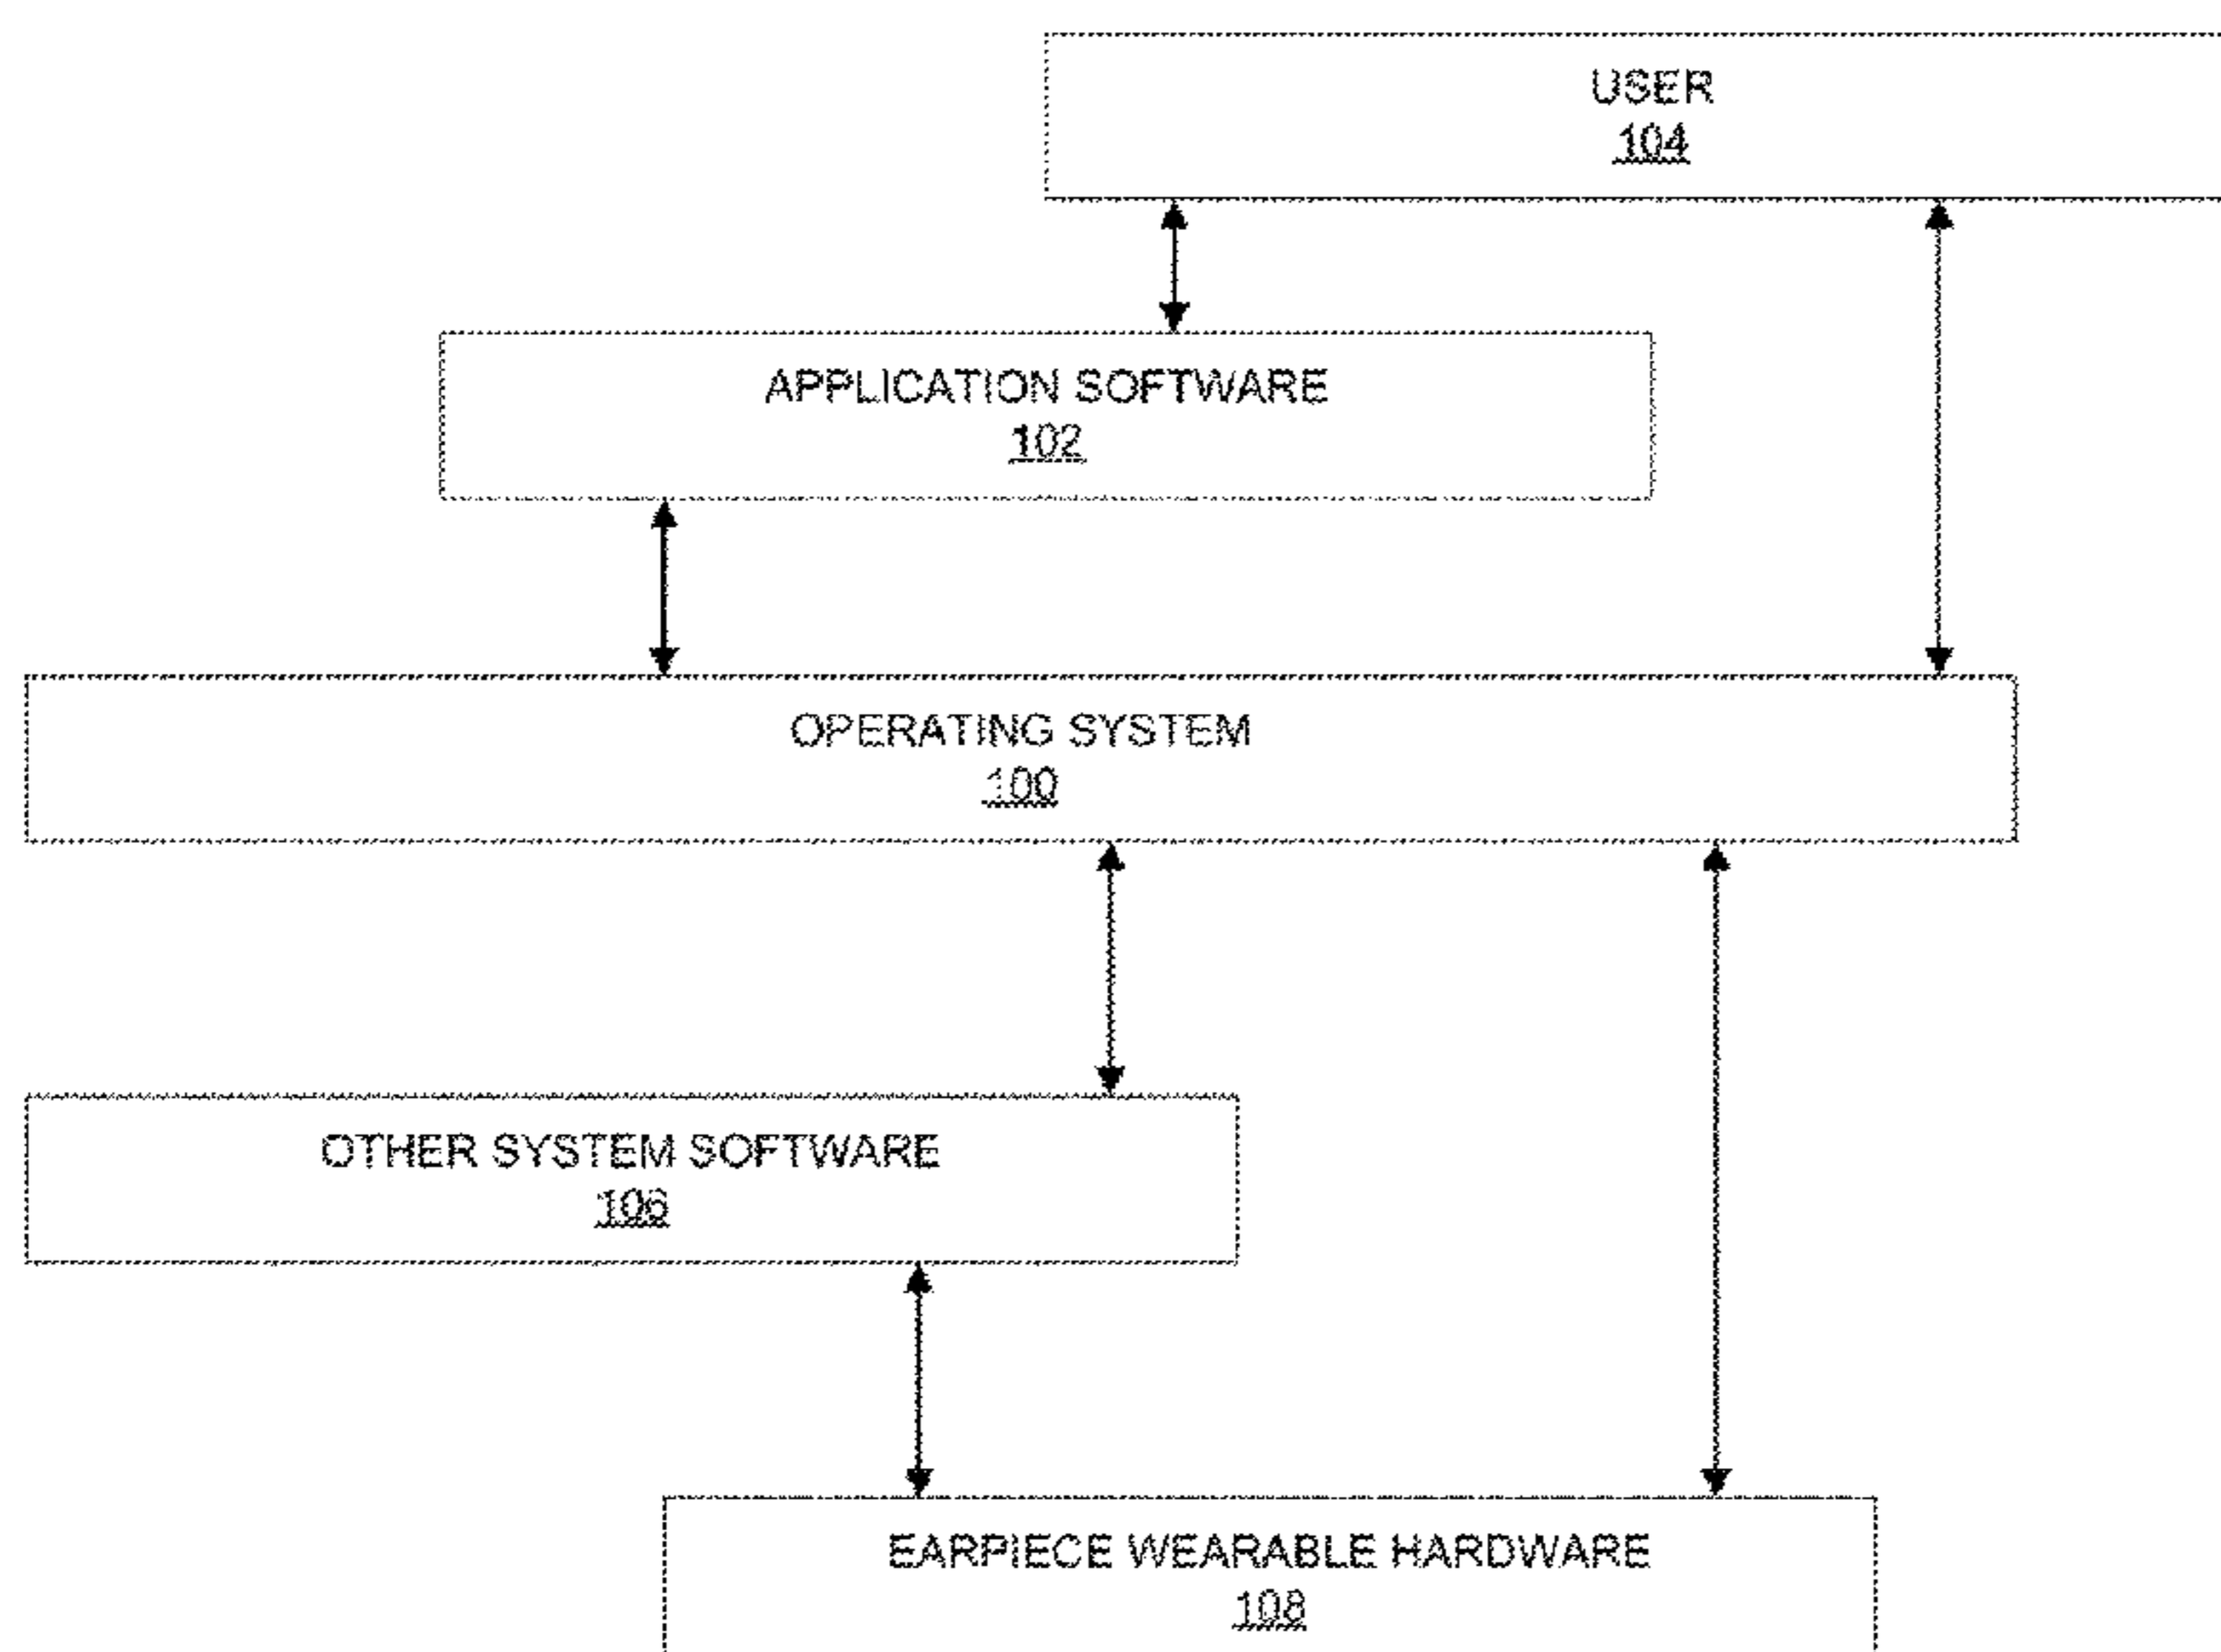 USER
104
APPLICATION SOFTWARE
102
OPERATING SYSTEM
100
OTHER SYSTEM SOFTWARE
106
EARPIECE WEARABLE HARDWARE
108